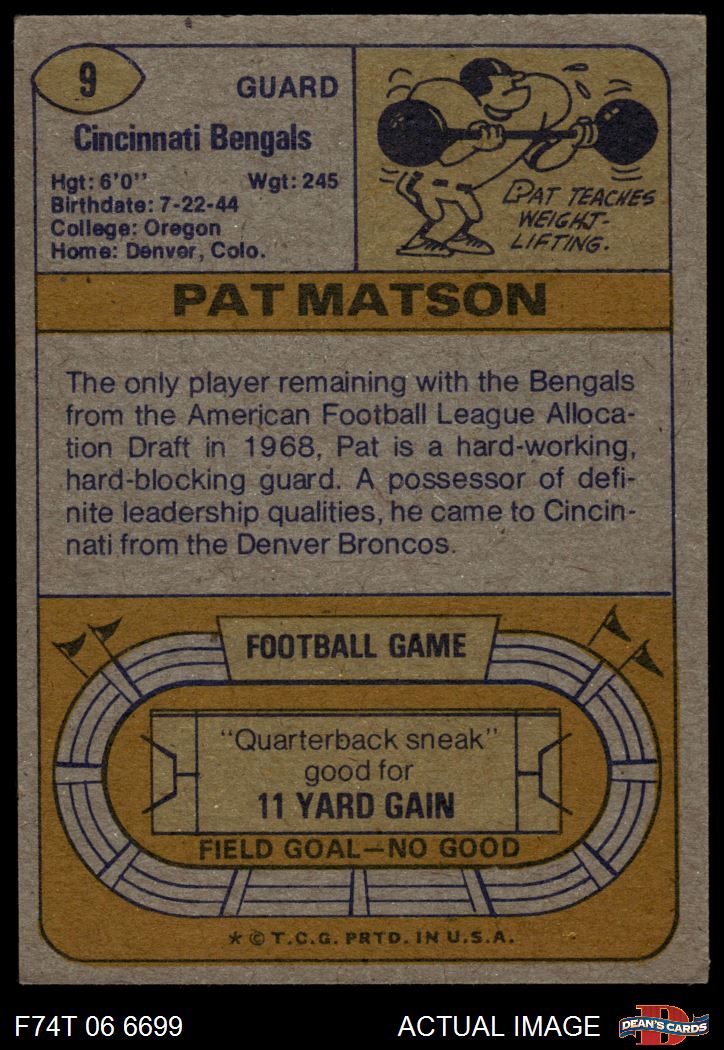 9
GUARD
Cincinnati Bengals
Hgt: 6'0" Wgt: 245
Birthdate: 7-22-44
College: Oregon
Home: Denver, Colo.
PAT TEACHES
WEIGHT-
LIFTING.
PAT MATSON
The only player remaining with the Bengals
from the American Football League Alloca-
tion Draft in 1968, Pat is a hard-working,
hard-blocking guard. A possessor of defi-
nite leadership qualities, he came to Cincin-
nati from the Denver Broncos.
FOOTBALL GAME
"Quarterback sneak"
good for
11 YARD GAIN
FIELD GOAL—NO GOOD
* © T.C.G. PRTD. IN U.S.A.
F74T 06 6699 ACTUAL IMAGE
D
DEAN'S CARDS